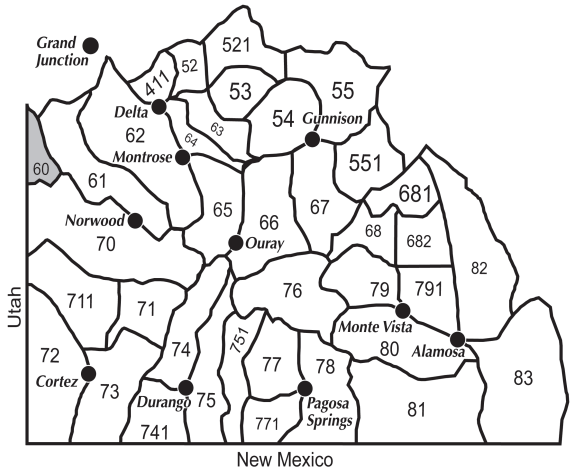 521
Grand
Junction
52
411
55
53
Delta
54
Gunnison
62
63
64
Montrose
551
60
61
681
65
66
67
Norwood
68
682
70
Ouray
82
76
79
791
711
71
Utah
Monte Vista
751
72
74
77
78
80
Alamosa
Cortez
73
83
Durango
75
Pagosa
Springs
81
771
741
New Mexico